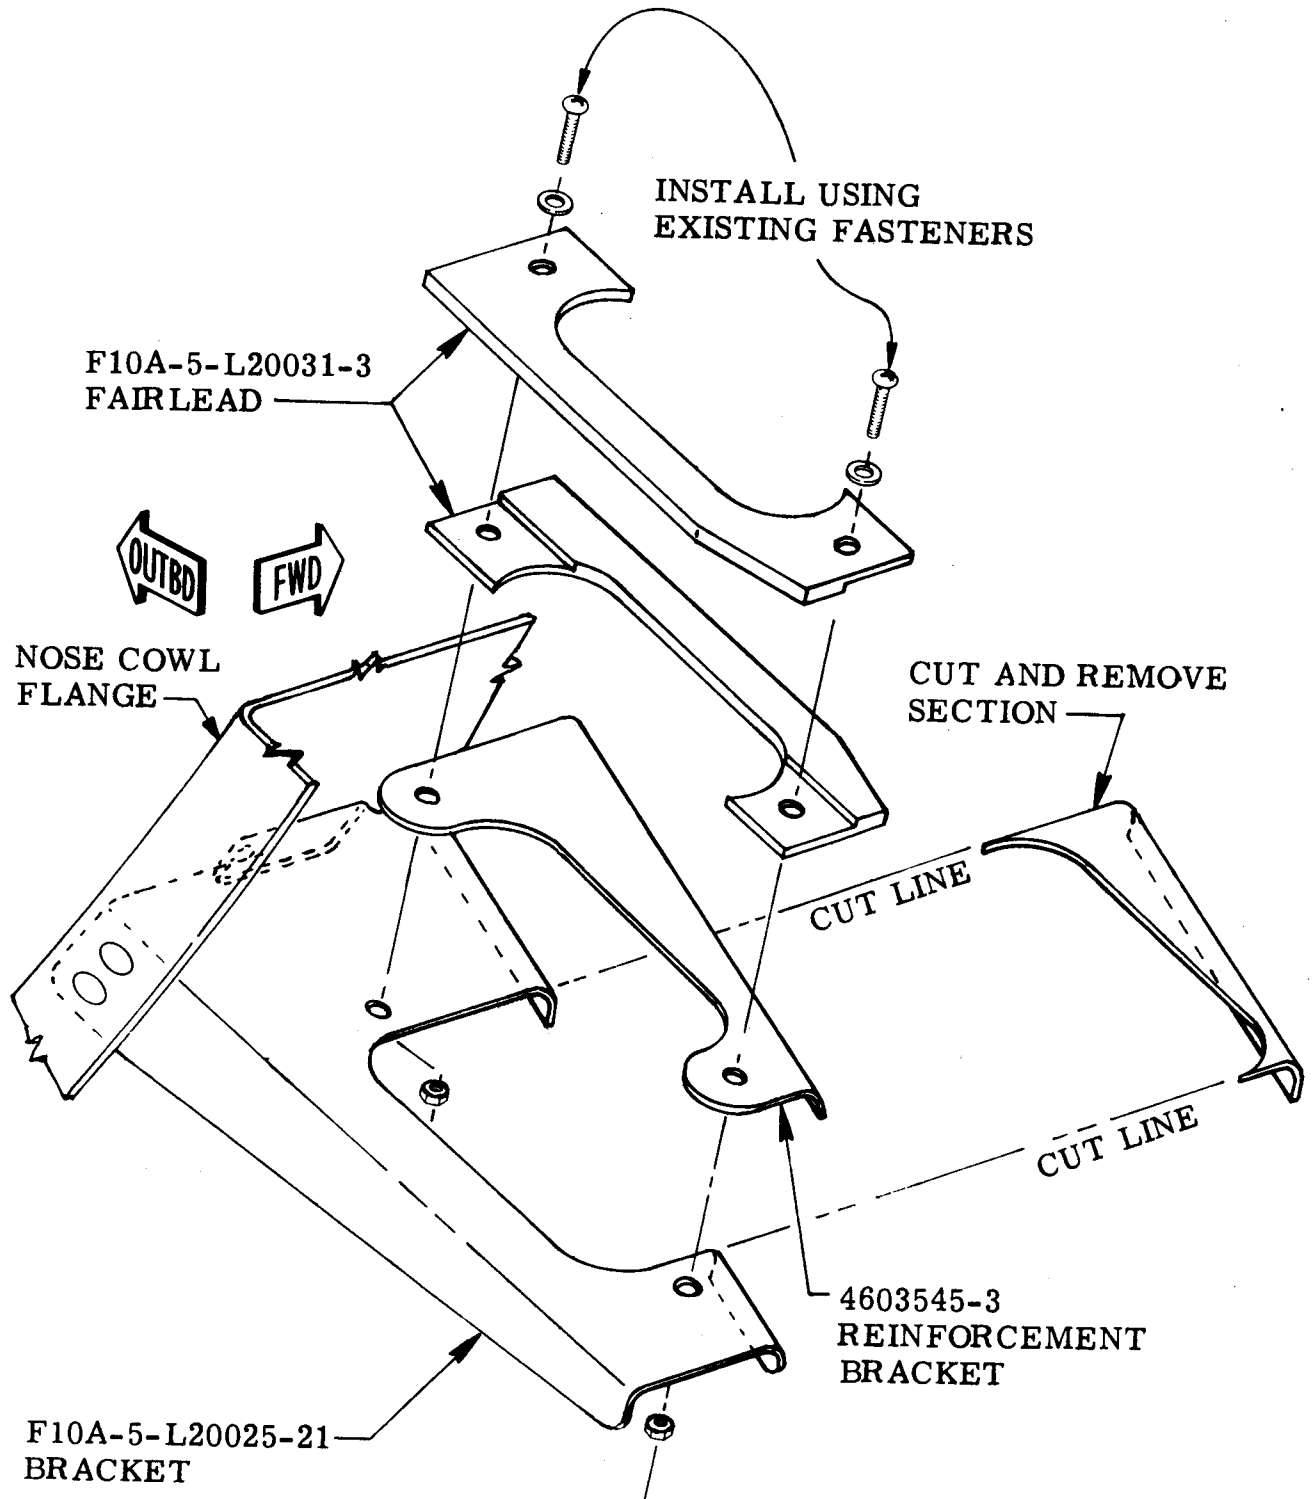 INSTALL USING
EXISTING FASTENERS
F10A-5-L20031-3
FAIRLEAD
OUTBD
FWD
NOSE COWL
FLANGE
CUT AND REMOVE
SECTION
CUT LINE
CUT LINE
4603545-3
REINFORCEMENT
BRACKET
F10A-5-L20025-21
BRACKET